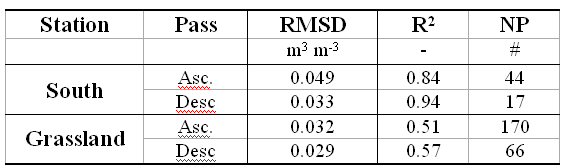 Station Pass RMSD R² NP
m³ m-³ - #
South Asc. 0.049 0.84 44
Desc 0.033 0.94 17
Grassland Asc. 0.032 0.51 170
Desc 0.029 0.57 66